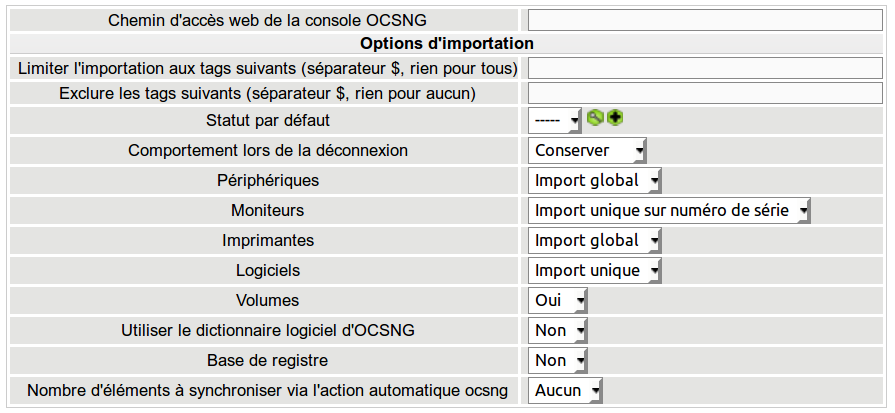 Chemin d'accès web de la console OCSNG
Options d'importation
Limiter l'importation aux tags suivants (séparateur $, rien pour tous)
Exclure les tags suivants (séparateur $, rien pour aucun)
Statut par défaut -----
Comportement lors de la déconnexion Conserver
Périphériques Import global
Moniteurs Import unique sur numéro de série
Imprimantes Import global
Logiciels Import unique
Volumes Oui
Utiliser le dictionnaire logiciel d'OCSNG Non
Base de registre Non
Nombre d'éléments à synchroniser via l'action automatique ocsng Aucun